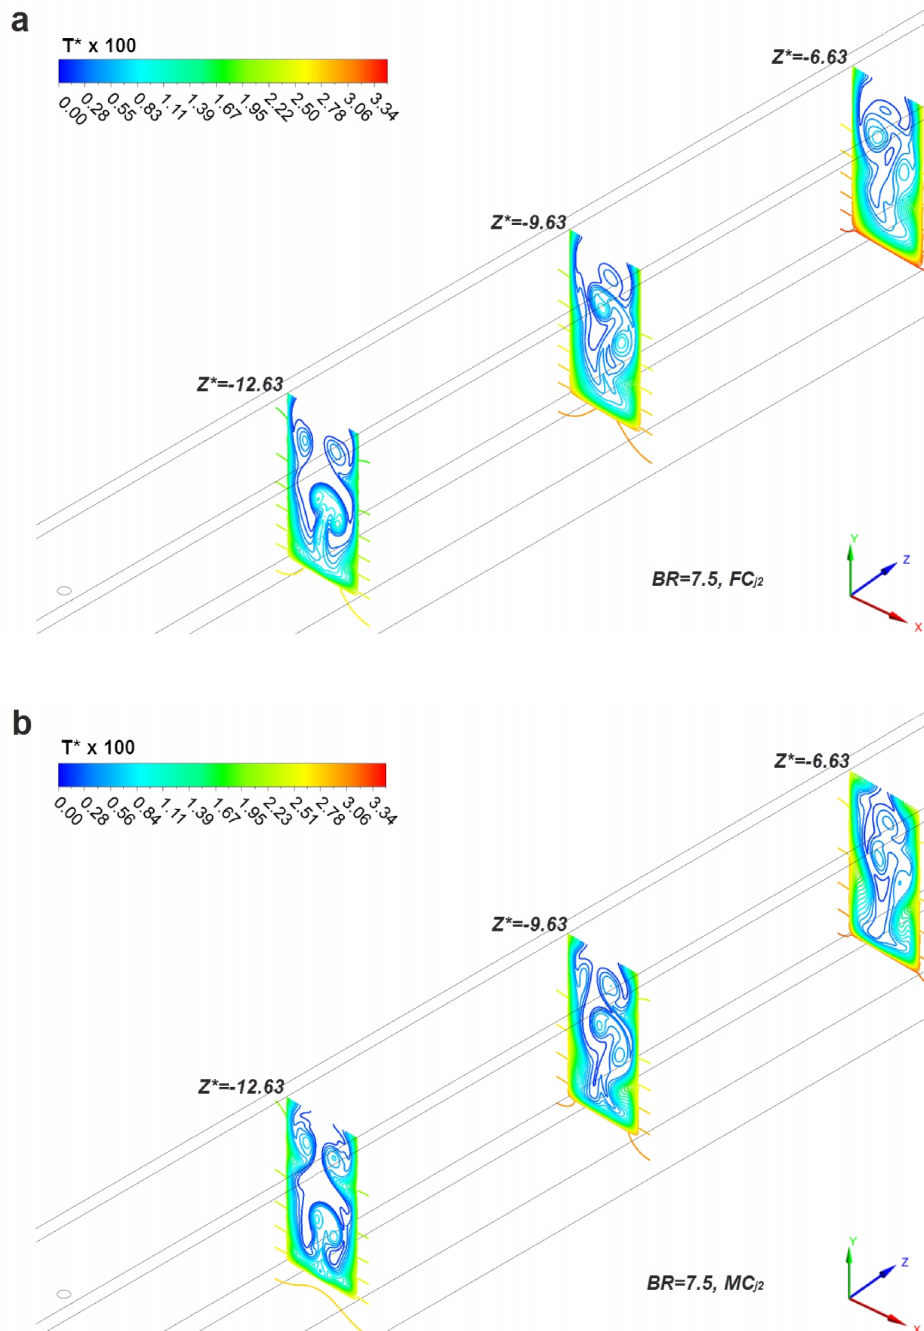 a
T* x 100
0.00 0.28 0.55 0.83 1.11 1.39 1.67 1.95 2.22 2.50 2.78 3.06 3.34
Z*=-6.63
Z*=-9.63
Z*=-12.63
BR=7.5, FCj2
Y
Z
X
b
T* x 100
0.00 0.28 0.56 0.84 1.11 1.39 1.67 1.95 2.23 2.51 2.78 3.06 3.34
Z*=-6.63
Z*=-9.63
Z*=-12.63
BR=7.5, MCj2
Y
Z
X